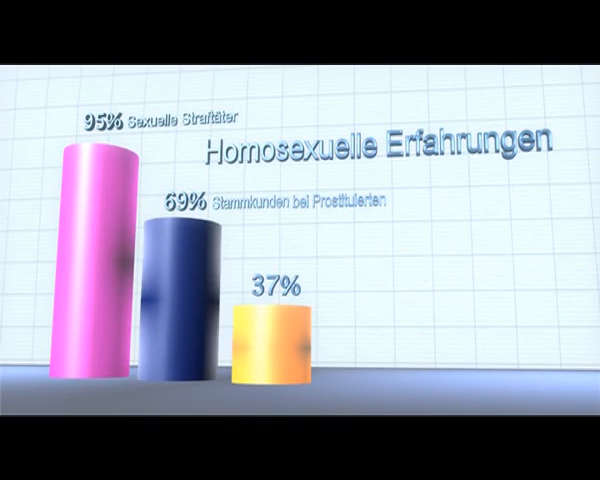 95% Sexuelle Straftäter
Homosexuelle Erfahrungen
69% Stammkunden bei Prostituierten
37%